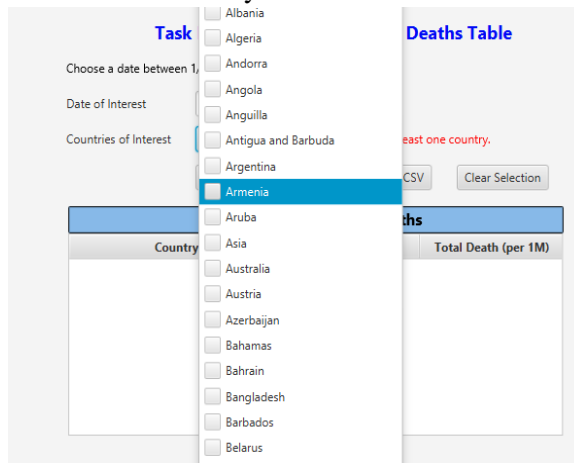 Albania
Task Deaths Table
Algeria
Choose a date between 1/
Andorra
Angola
Date of Interest
Anguilla
Countries of Interest
Antigua and Barbuda
east one country.
Argentina
Armenia
CSV
Clear Selection
Aruba
ths
Country
Asia
Total Death (per 1M)
Australia
Austria
Azerbaijan
Bahamas
Bahrain
Bangladesh
Barbados
Belarus